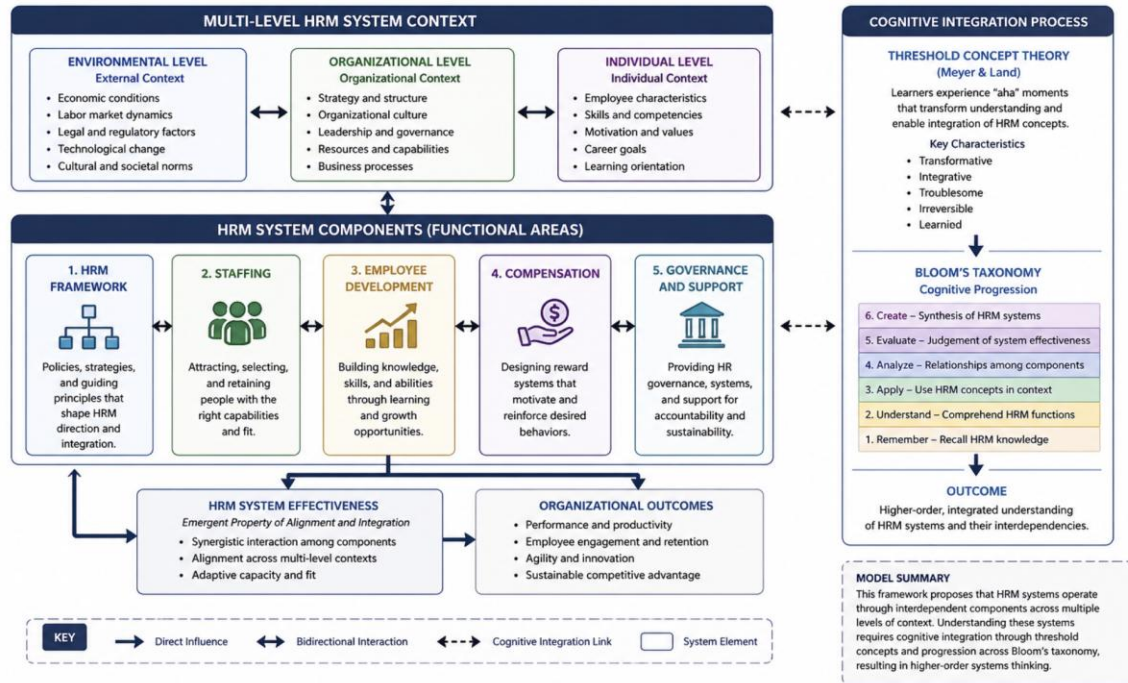 MULTI-LEVEL HRM SYSTEM CONTEXT
ENVIRONMENTAL LEVEL
External Context
• Economic conditions
• Labor market dynamics
• Legal and regulatory factors
• Technological change
• Cultural and societal norms
ORGANIZATIONAL LEVEL
Organizational Context
• Strategy and structure
• Organizational culture
• Leadership and governance
• Resources and capabilities
• Business processes
INDIVIDUAL LEVEL
Individual Context
• Employee characteristics
• Skills and competencies
• Motivation and values
• Career goals
• Learning orientation
HRM SYSTEM COMPONENTS (FUNCTIONAL AREAS)
1. HRM
FRAMEWORK
Policies, strategies,
and guiding
principles that
shape HRM
direction and
integration.
2. STAFFING
Attracting, selecting,
and retaining
people with the
right capabilities
and fit.
3. EMPLOYEE
DEVELOPMENT
Building knowledge,
skills, and abilities
through learning
and growth
opportunities.
4. COMPENSATION
$
Designing reward
systems that
motivate and
reinforce desired
behaviors.
5. GOVERNANCE
AND SUPPORT
Providing HR
governance, systems,
and support for
accountability and
sustainability.
HRM SYSTEM EFFECTIVENESS
Emergent Property of Alignment and Integration
• Synergistic interaction among components
• Alignment across multi-level contexts
• Adaptive capacity and fit
ORGANIZATIONAL OUTCOMES
• Performance and productivity
• Employee engagement and retention
• Agility and innovation
• Sustainable competitive advantage
KEY
Direct Influence
Bidirectional Interaction
Cognitive Integration Link
System Element
COGNITIVE INTEGRATION PROCESS
THRESHOLD CONCEPT THEORY
(Meyer & Land)
Learners experience "aha" moments
that transform understanding and
enable integration of HRM concepts.
Key Characteristics
• Transformative
• Integrative
• Troublesome
• Irreversible
• Learnied
BLOOM'S TAXONOMY
Cognitive Progression
6. Create – Synthesis of HRM systems
5. Evaluate – Judgement of system effectiveness
4. Analyze – Relationships among components
3. Apply – Use HRM concepts in context
2. Understand – Comprehend HRM functions
1. Remember – Recall HRM knowledge
OUTCOME
Higher-order, integrated understanding
of HRM systems and their interdependencies.
MODEL SUMMARY
This framework proposes that HRM systems operate
through interdependent components across multiple
levels of context. Understanding these systems
requires cognitive integration through threshold
concepts and progression across Bloom's taxonomy,
resulting in higher-order systems thinking.